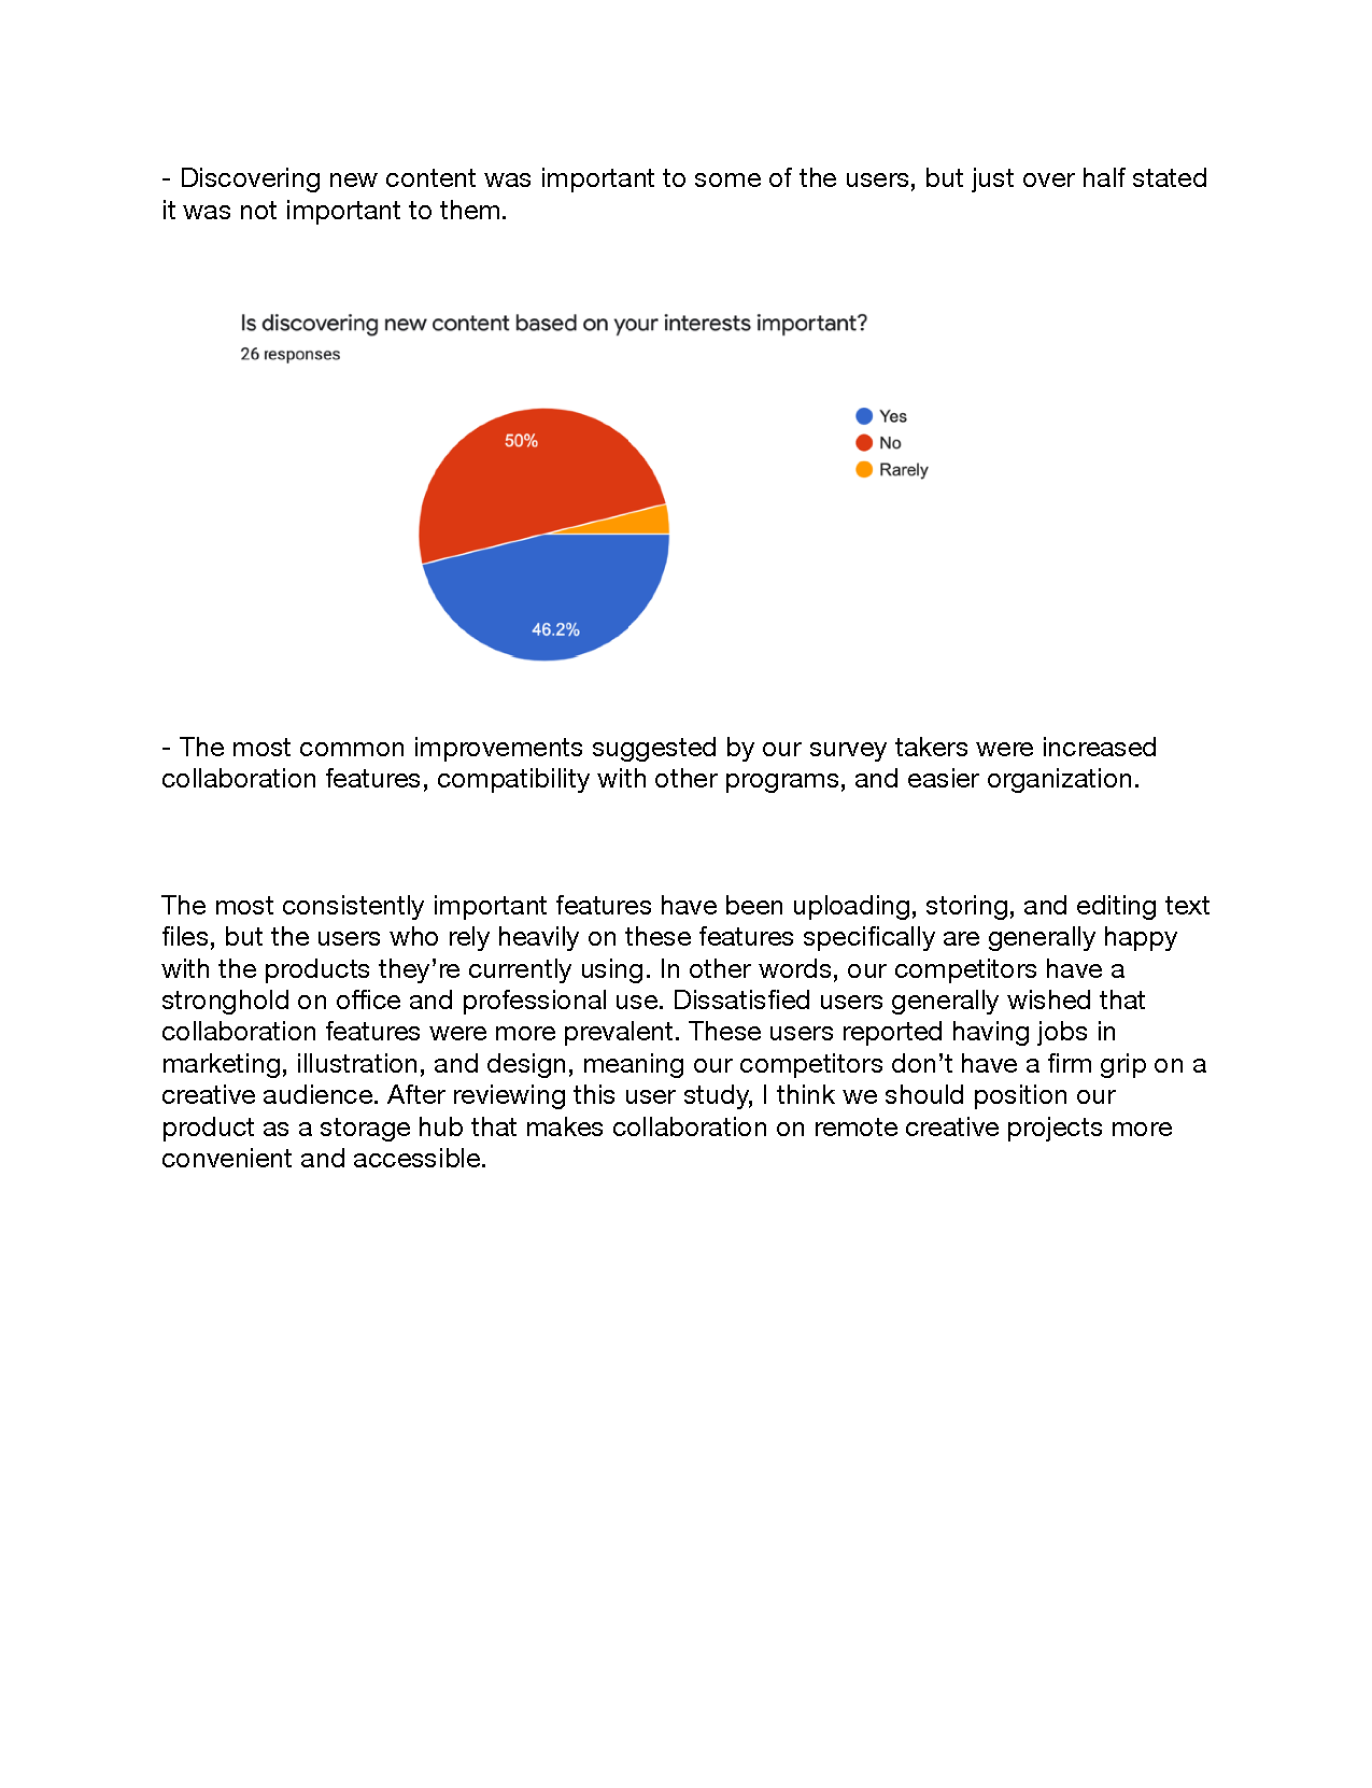 - Discovering new content was important to some of the users, but just over half stated
it was not important to them.
Is discovering new content based on your interests important?
26 responses
50%
46.2%
Yes
No
Rarely
- The most common improvements suggested by our survey takers were increased
collaboration features, compatibility with other programs, and easier organization.
The most consistently important features have been uploading, storing, and editing text
files, but the users who rely heavily on these features specifically are generally happy
with the products they’re currently using. In other words, our competitors have a
stronghold on office and professional use. Dissatisfied users generally wished that
collaboration features were more prevalent. These users reported having jobs in
marketing, illustration, and design, meaning our competitors don’t have a firm grip on a
creative audience. After reviewing this user study, I think we should position our
product as a storage hub that makes collaboration on remote creative projects more
convenient and accessible.